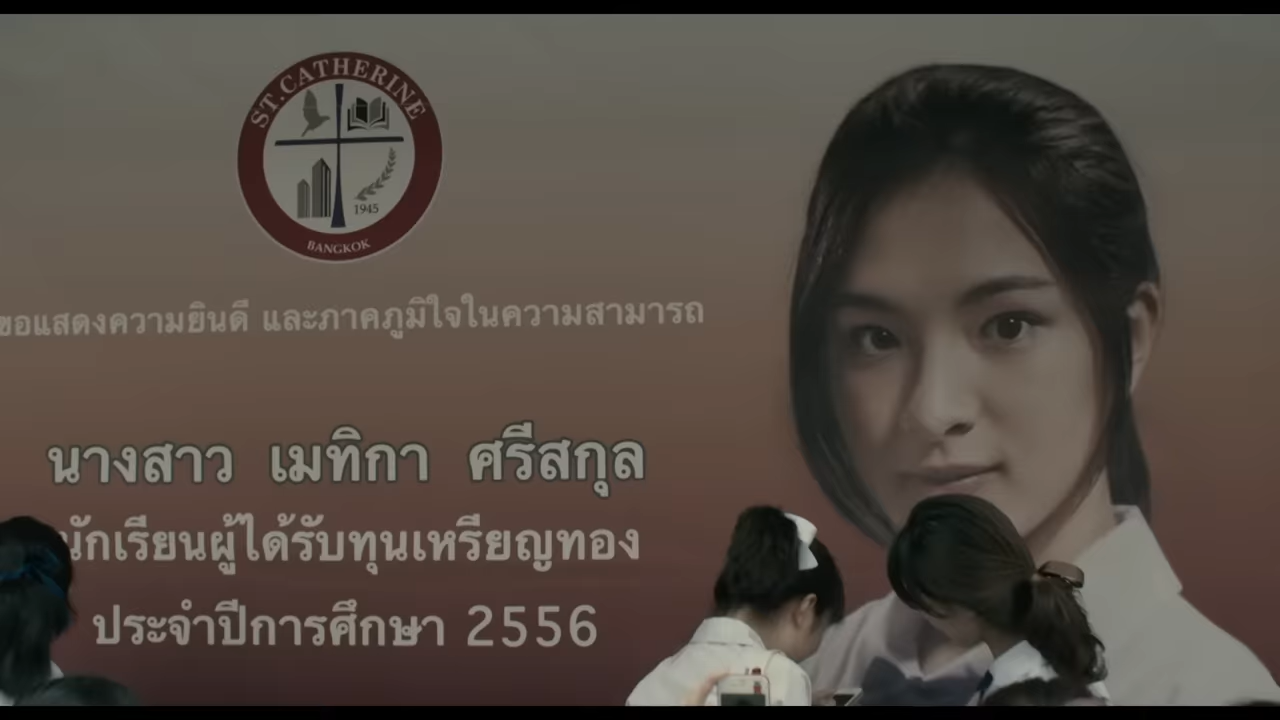 ST. CATHERINE
1945
BANGKOK
ขอแสดงความยินดี และภาคภูมิใจในความสามารถ
นางสาว เมทิกา ศรีสกุล
นักเรียนผู้ได้รับทุนเหรียญทอง
ประจำปีการศึกษา 2556